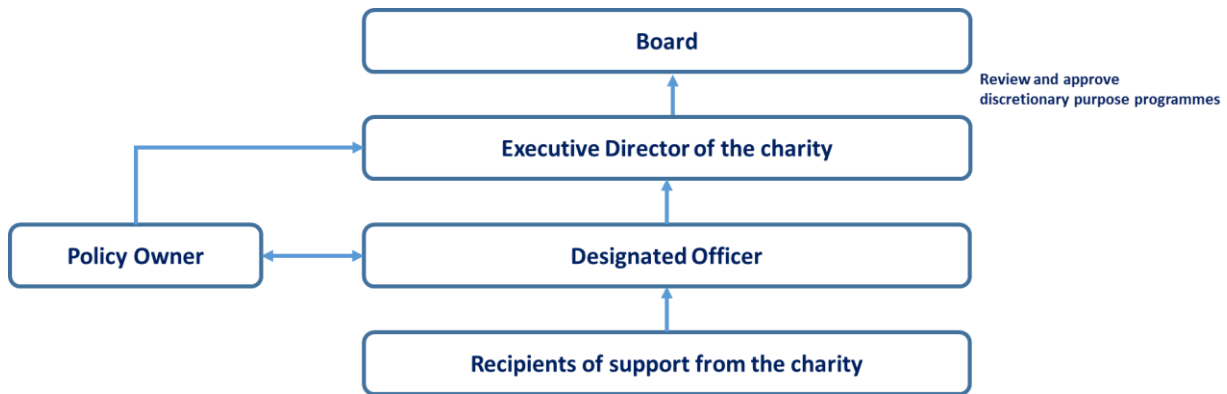 Board
Review and approve
discretionary purpose programmes
Executive Director of the charity
Policy Owner
Designated Officer
Recipients of support from the charity